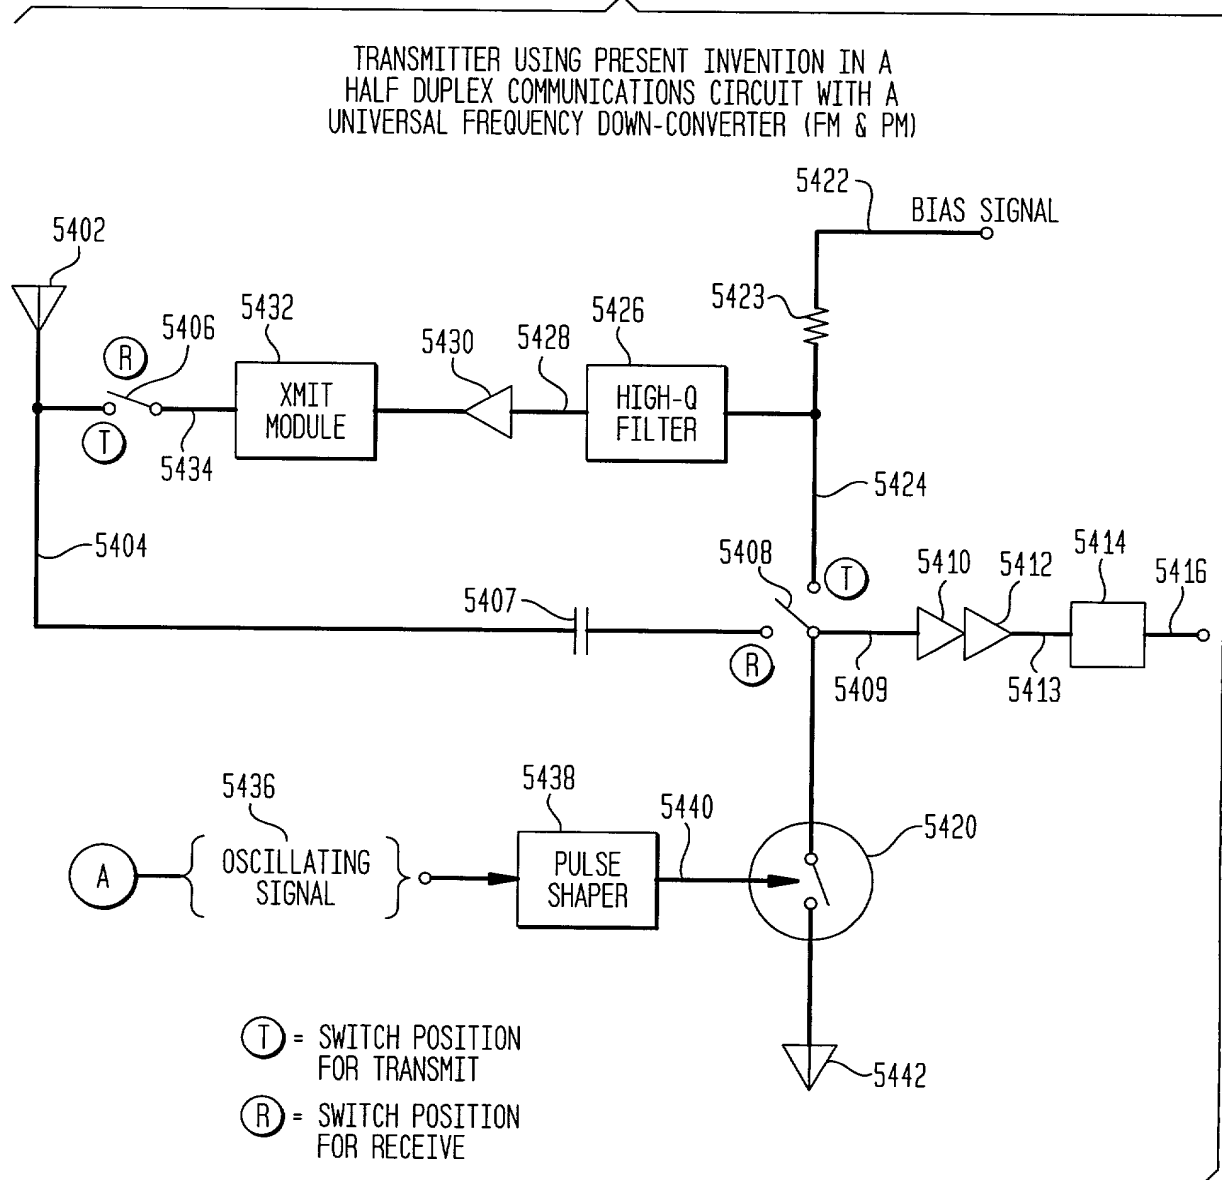 TRANSMITTER USING PRESENT INVENTION IN A
HALF DUPLEX COMMUNICATIONS CIRCUIT WITH A
UNIVERSAL FREQUENCY DOWN-CONVERTER (FM & PM)
5422
BIAS SIGNAL
5402
5423
5432
5426
5406
5430
5428
R
XMIT
MODULE
HIGH-Q
FILTER
T
5434
5424
5404
5408
T
5410
5412
5414
5416
5407
R
5409
5413
5436
5438
5440
5420
A
OSCILLATING
SIGNAL
PULSE
SHAPER
T = SWITCH POSITION
FOR TRANSMIT
5442
R = SWITCH POSITION
FOR RECEIVE